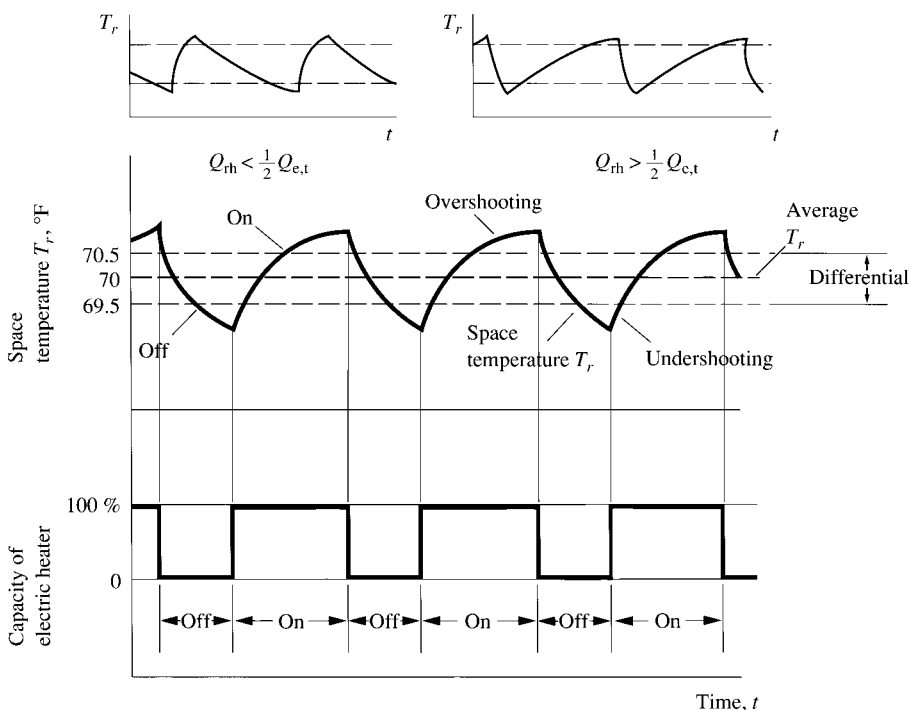 T_r
T_r
t
t
Q_rh < 1/2 Q_e,t
Q_rh > 1/2 Q_c,t
Space temperature T_r, °F
On
Overshooting
Average T_r
70.5
70
69.5
Differential
Off
Space temperature T_r
Undershooting
Capacity of electric heater
100 %
0
Off
On
Off
On
Off
On
Time, t